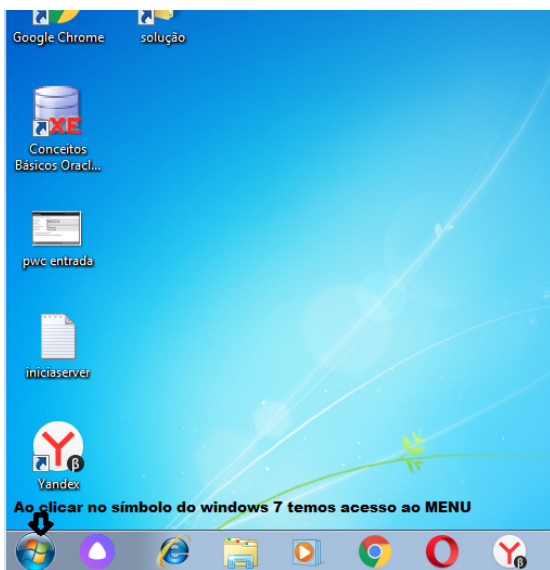 Google Chrome
solução
XE
Conceitos
Básicos Oracl...
pwc entrada
iniciaserver
Yandex
Ao clicar no símbolo do windows 7 temos acesso ao MENU